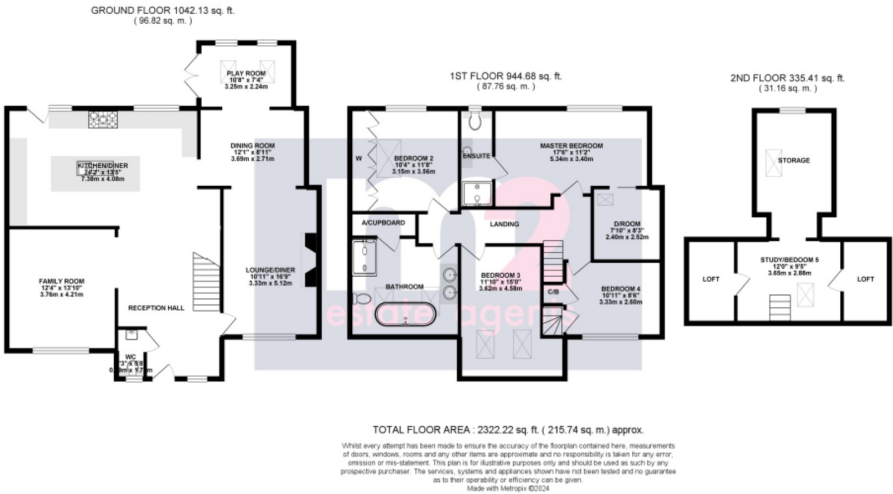 GROUND FLOOR 1042.13 sq. ft.
( 96.82 sq. m. )
PLAY ROOM
10'8" x 7'4"
3.25m x 2.24m
DINING ROOM
12'1" x 8'11"
3.69m x 2.71m
KITCHEN/DINER
24'2" x 13'5"
7.38m x 4.08m
FAMILY ROOM
12'4" x 13'10"
3.76m x 4.21m
LOUNGE/DINER
10'11" x 16'9"
3.33m x 5.12m
RECEPTION HALL
WC
1ST FLOOR 944.68 sq. ft.
( 87.76 sq. m. )
W
BEDROOM 2
10'4" x 11'8"
3.15m x 3.56m
ENSUITE
MASTER BEDROOM
17'6" x 11'2"
5.34m x 3.40m
A/CUPBOARD
LANDING
D/ROOM
7'10" x 8'3"
2.40m x 2.52m
BATHROOM
BEDROOM 3
11'10" x 15'0"
3.62m x 4.58m
C/B
BEDROOM 4
10'11" x 8'6"
3.33m x 2.60m
m2
estate agents
2ND FLOOR 335.41 sq. ft.
( 31.16 sq. m. )
STORAGE
LOFT
STUDY/BEDOOM 5
12'0" x 9'5"
3.65m x 2.88m
LOFT
TOTAL FLOOR AREA : 2322.22 sq. ft. ( 215.74 sq. m. ) approx.
Whilst every attempt has been made to ensure the accuracy of the floorplan contained here, measurements
of doors, windows, rooms and any other items are approximate and no responsibility is taken for any error,
omission or mis-statement. This plan is for illustrative purposes only and should be used as such by any
prospective purchaser. The services, systems and appliances shown have not been tested and no guarantee
as to their operability or efficiency can be given.
Made with Metropix ©2024